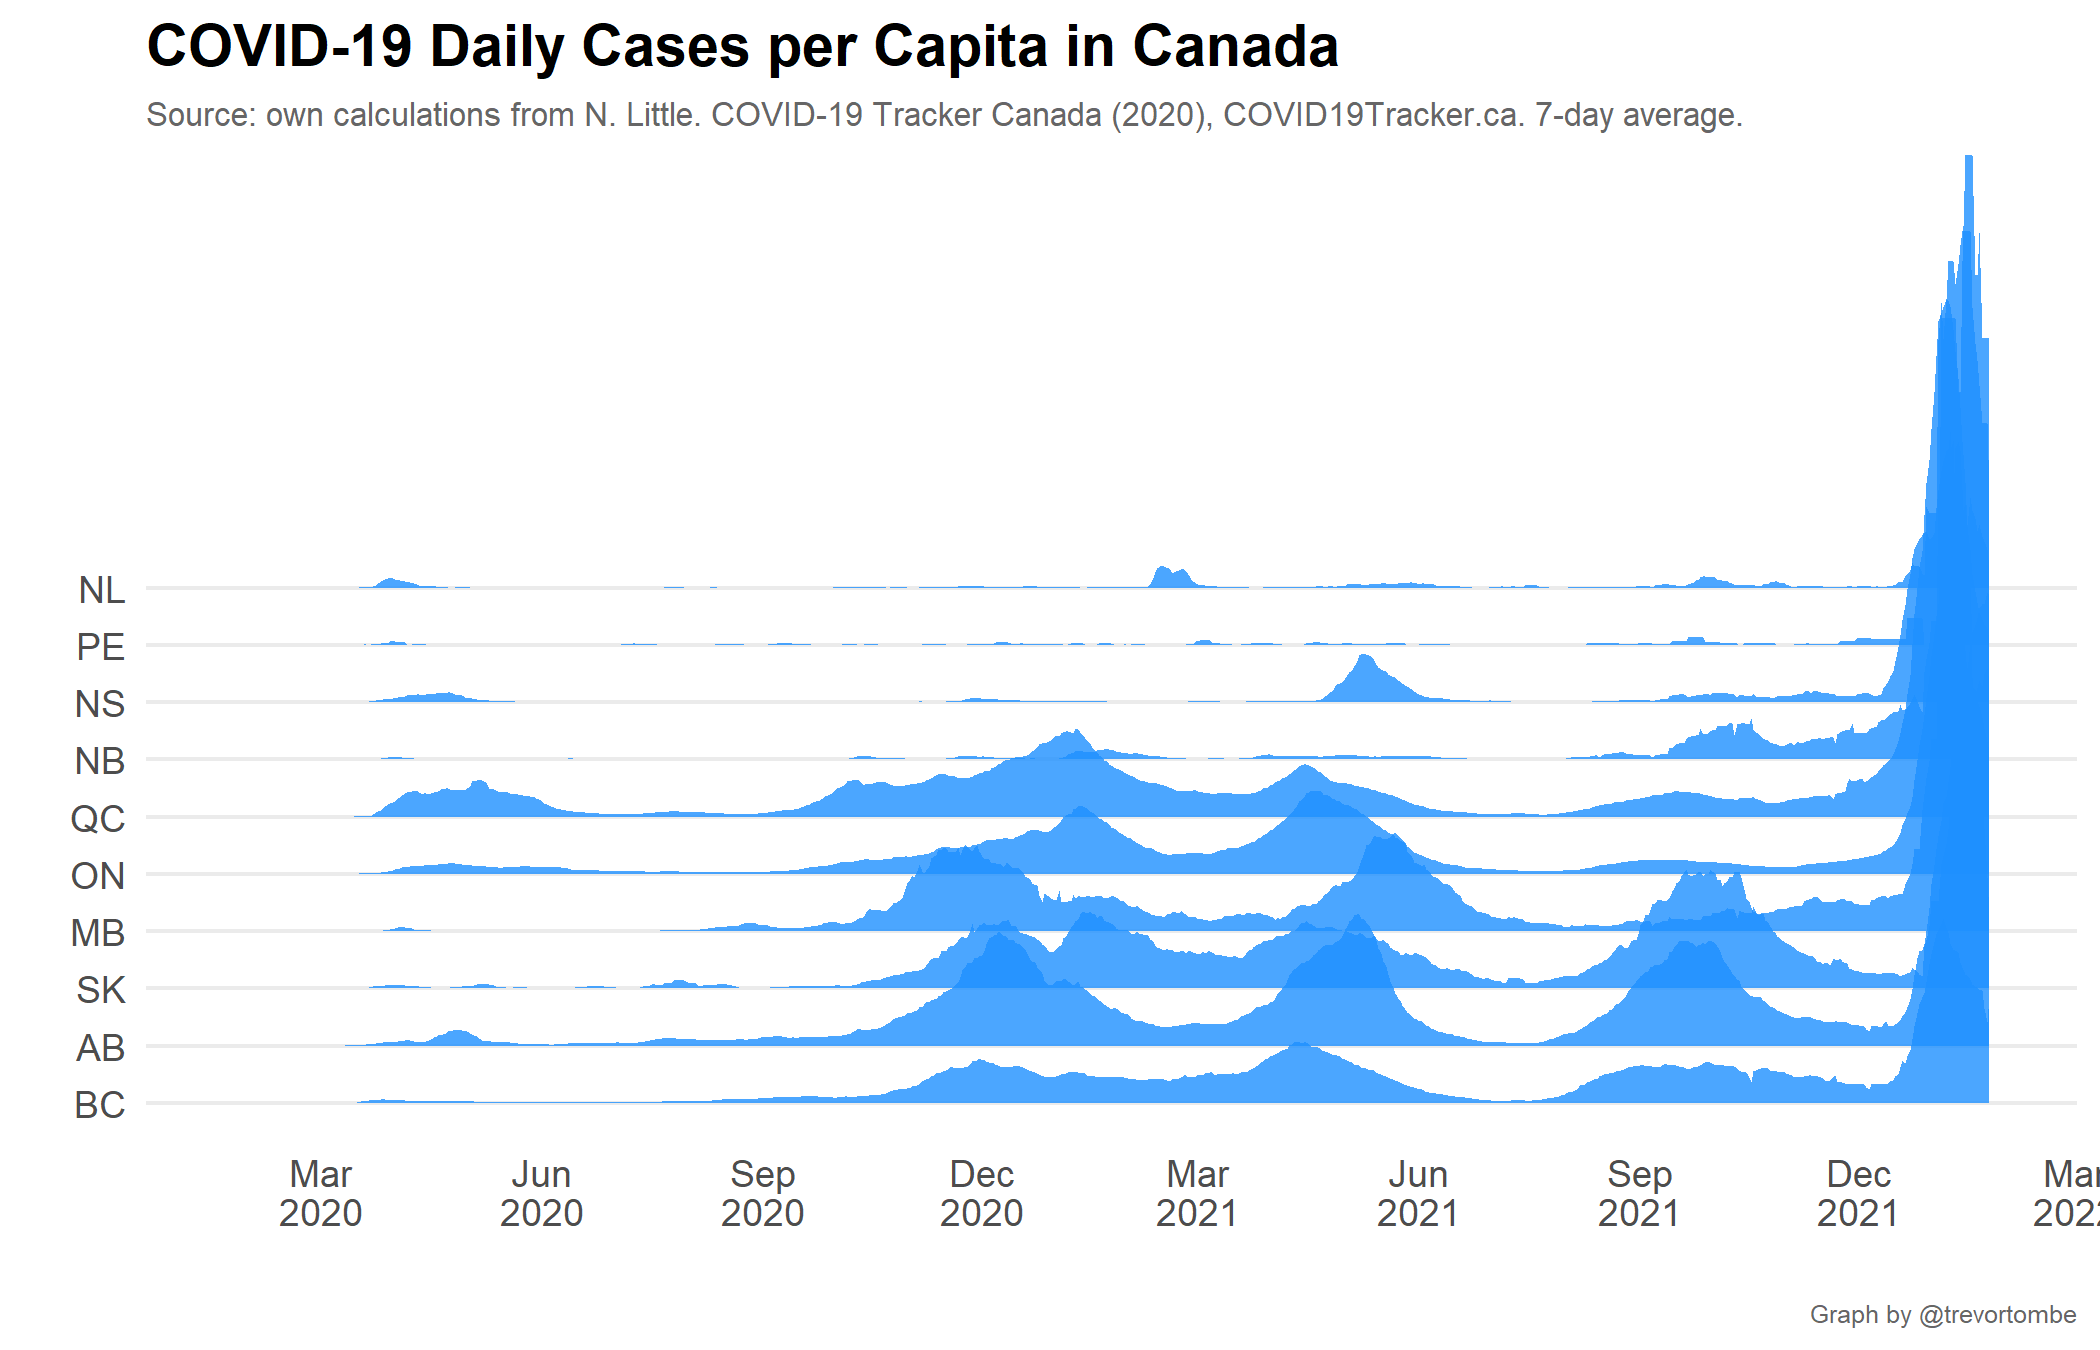 COVID-19 Daily Cases per Capita in Canada
Source: own calculations from N. Little. COVID-19 Tracker Canada (2020), COVID19Tracker.ca. 7-day average.
NL
PE
NS
NB
QC
ON
MB
SK
AB
BC
Mar Jun Sep Dec Mar Jun Sep Dec Mar
2020 2020 2020 2020 2021 2021 2021 2021 2022
Graph by @trevortombe